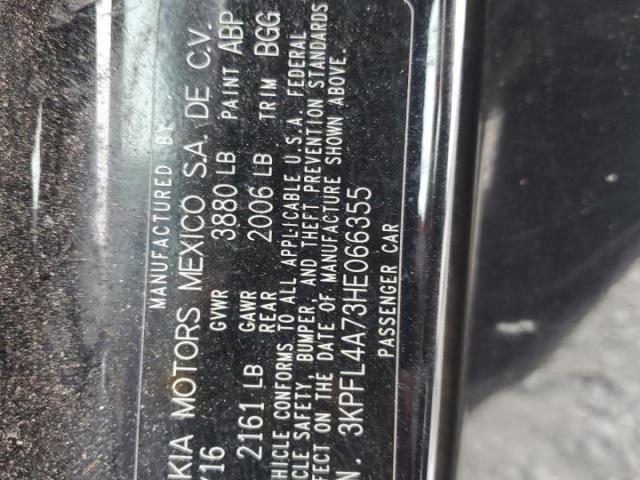 MANUFACTURED BY
KIA MOTORS MEXICO S.A. DE C.V.
/16 GVWR 3880 LB PAINT ABP
2161 LB GAWR REAR 2006 LB TRIM BGG
HICLE CONFORMS TO ALL APPLICABLE U.S.A. FEDERAL
CLE SAFETY, BUMPER, AND THEFT PREVENTION STANDARDS
FFECT ON THE DATE OF MANUFACTURE SHOWN ABOVE.
N. 3KPFL4A73HE066355
PASSENGER CAR